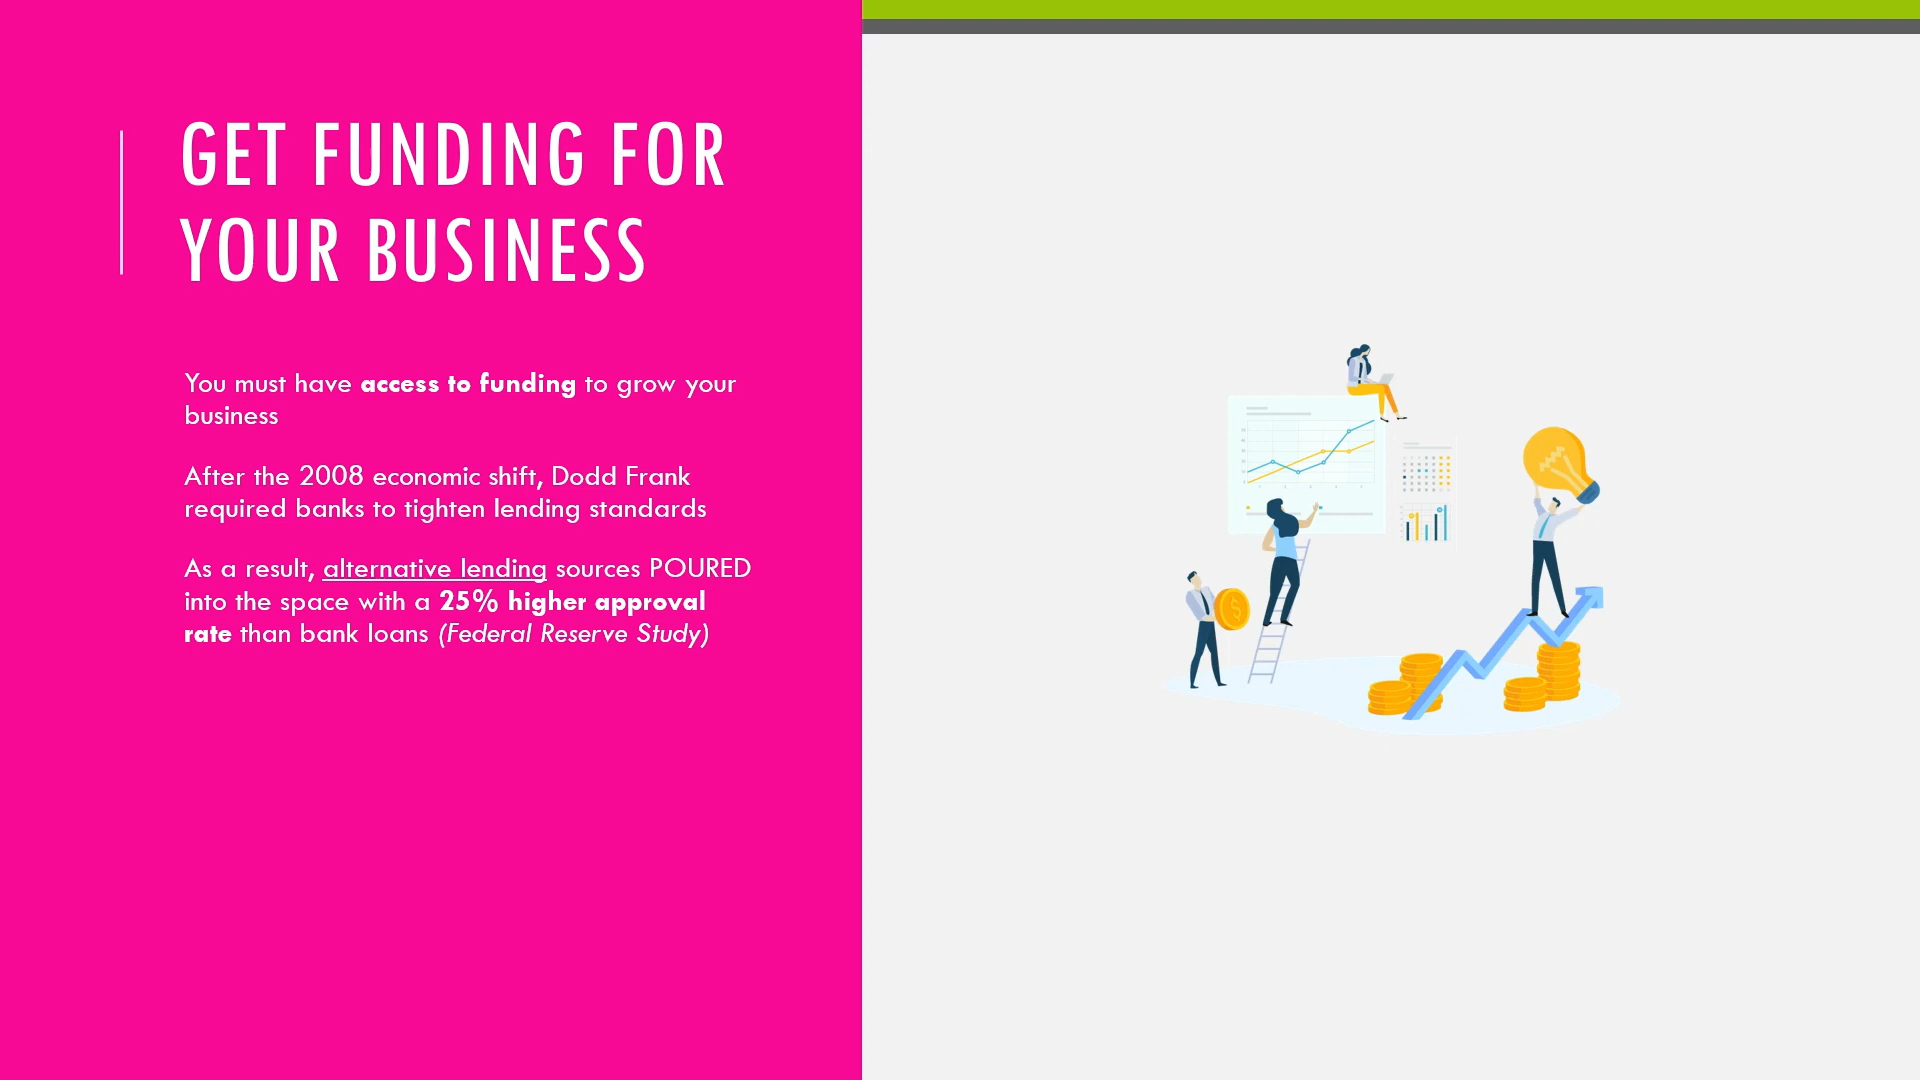 GET FUNDING FOR
YOUR BUSINESS
You must have access to funding to grow your
business
After the 2008 economic shift, Dodd Frank
required banks to tighten lending standards
As a result, alternative lending sources POURED
into the space with a 25% higher approval
rate than bank loans (Federal Reserve Study)
$